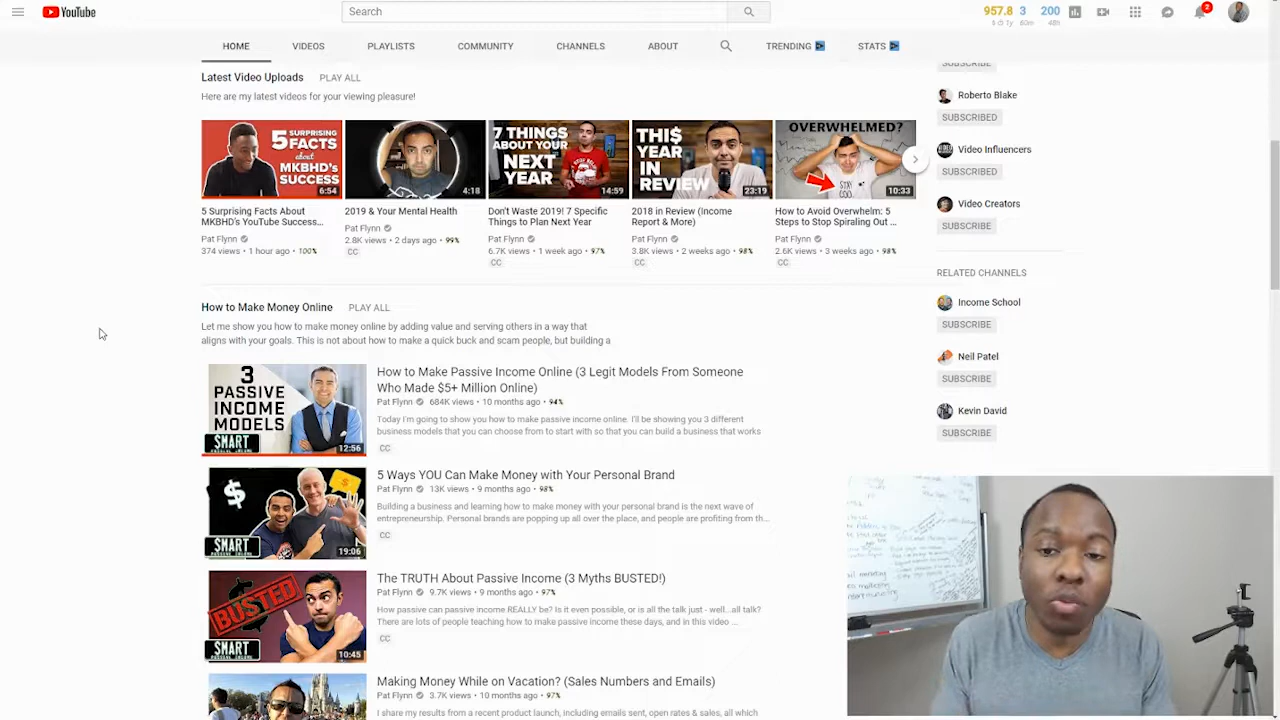 YouTube
Search
957.8 3 200
6 @ 1y 60m 48h
2
HOME VIDEOS PLAYLISTS COMMUNITY CHANNELS ABOUT TRENDING STATS
Latest Video Uploads PLAY ALL
Here are my latest videos for your viewing pleasure!
5 SURPRISING
FACTS
about
MKBHD's
SUCCESS
6:54
4:18
7 THINGS
ABOUT YOUR
NEXT
YEAR
14:59
THI$
YEAR
IN
REVIEW
23:19
OVERWHELMED?
STAY
COOL
10:33
5 Surprising Facts About
MKBHD's YouTube Success...
Pat Flynn
374 views • 1 hour ago • 100%
2019 & Your Mental Health
Pat Flynn
2.8K views • 2 days ago • 99%
CC
Don't Waste 2019! 7 Specific
Things to Plan Next Year
Pat Flynn
6.7K views • 1 week ago • 97%
CC
2018 in Review (Income
Report & More)
Pat Flynn
3.8K views • 2 weeks ago • 98%
CC
How to Avoid Overwhelm: 5
Steps to Stop Spiraling Out ...
Pat Flynn
2.6K views • 3 weeks ago • 98%
CC
How to Make Money Online PLAY ALL
Let me show you how to make money online by adding value and serving others in a way that
aligns with your goals. This is not about how to make a quick buck and scam people, but building a
3
PASSIVE
INCOME
MODELS
SMART
12:56
How to Make Passive Income Online (3 Legit Models From Someone
Who Made $5+ Million Online)
Pat Flynn 684K views • 10 months ago • 94%
Today I'm going to show you how to make passive income online. I'll be showing you 3 different
business models that you can choose from to start with so that you can build a business that works
CC
$
SMART
PASSIVE INCOME
19:06
5 Ways YOU Can Make Money with Your Personal Brand
Pat Flynn 13K views • 9 months ago • 98%
Building a business and learning how to make money with your personal brand is the next wave of
entrepreneurship. Personal brands are popping up all over the place, and people are profiting from th...
CC
BUSTED
SMART
PASSIVE INCOME
10:45
The TRUTH About Passive Income (3 Myths BUSTED!)
Pat Flynn 9.7K views • 9 months ago • 97%
How passive can passive income REALLY be? Is it even possible, or is all the talk just - well...all talk?
There are lots of people teaching how to make passive income these days, and in this video ...
CC
Making Money While on Vacation? (Sales Numbers and Emails)
Pat Flynn 3.7K views • 10 months ago • 97%
I share my results from a recent product launch, including emails sent, open rates & sales, all which
SUBSCRIBE
Roberto Blake
SUBSCRIBED
Video Influencers
SUBSCRIBED
Video Creators
SUBSCRIBE
RELATED CHANNELS
Income School
SUBSCRIBE
Neil Patel
SUBSCRIBE
Kevin David
SUBSCRIBE